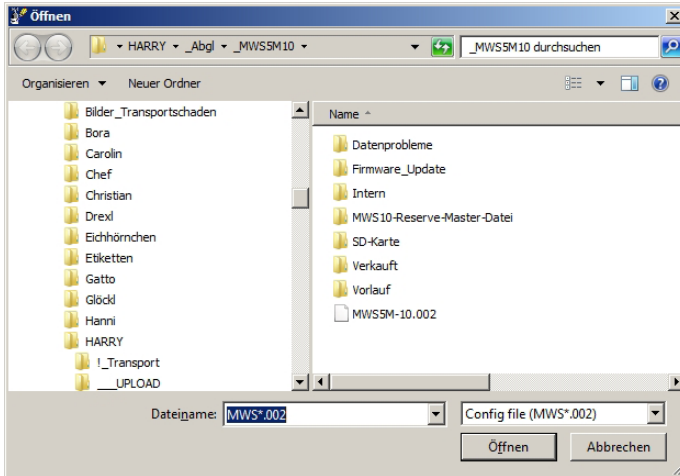 Öffnen
HARRY _Abgl _MWS5M10
_MWS5M10 durchsuchen
Organisieren Neuer Ordner
Bilder_Transportschaden
Bora
Carolin
Chef
Christian
Drexl
Eichhörnchen
Etiketten
Gatto
Glöckl
Hanni
HARRY
!_Transport
___UPLOAD
Name
Datenprobleme
Firmware_Update
Intern
MWS10-Reserve-Master-Datei
SD-Karte
Verkauft
Vorlauf
MWS5M-10.002
Dateiname: MWS*.002
Config file (MWS*.002)
Öffnen Abbrechen